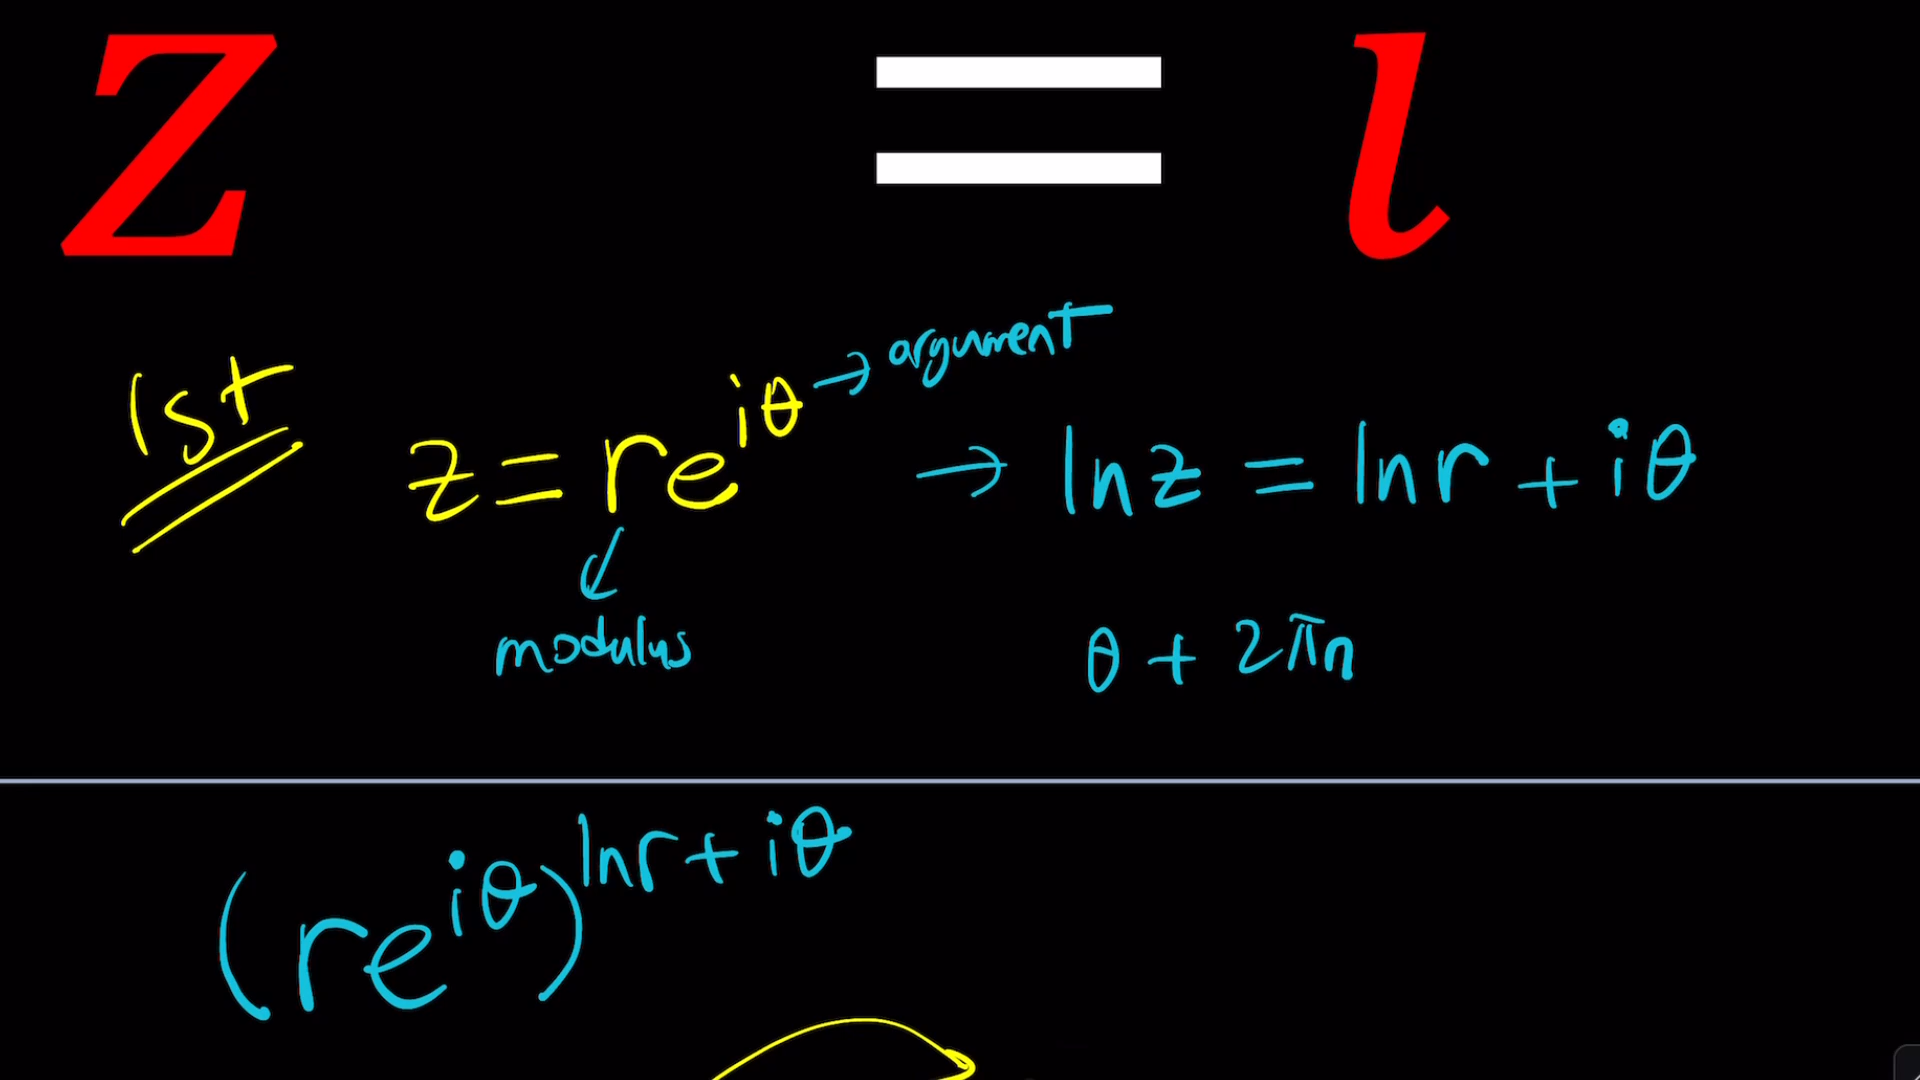 z = l
1st
argument
z = re^{iθ} → ln z = ln r + iθ
modulus
θ + 2πn
(re^{iθ})^{ln r + iθ}